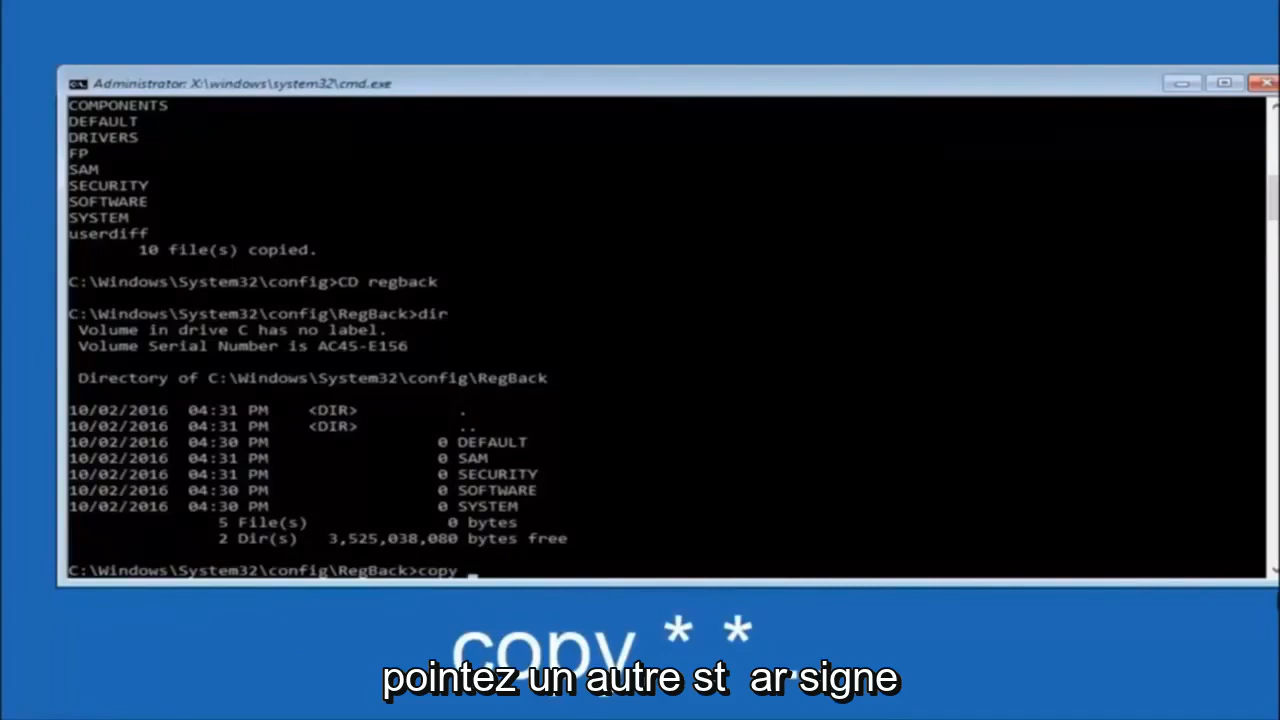 Administrator: X:\windows\system32\cmd.exe
COMPONENTS
DEFAULT
DRIVERS
FP
SAM
SECURITY
SOFTWARE
SYSTEM
userdiff
10 file(s) copied.
C:\Windows\System32\config>CD regback
C:\Windows\System32\config\RegBack>dir
Volume in drive C has no label.
Volume Serial Number is AC45-E156
Directory of C:\Windows\System32\config\RegBack
10/02/2016 04:31 PM <DIR> .
10/02/2016 04:31 PM <DIR> ..
10/02/2016 04:30 PM 0 DEFAULT
10/02/2016 04:31 PM 0 SAM
10/02/2016 04:31 PM 0 SECURITY
10/02/2016 04:30 PM 0 SOFTWARE
10/02/2016 04:30 PM 0 SYSTEM
5 File(s) 0 bytes
2 Dir(s) 3,525,038,080 bytes free
C:\Windows\System32\config\RegBack>copy _
copy * *
pointez un autre st ar signe